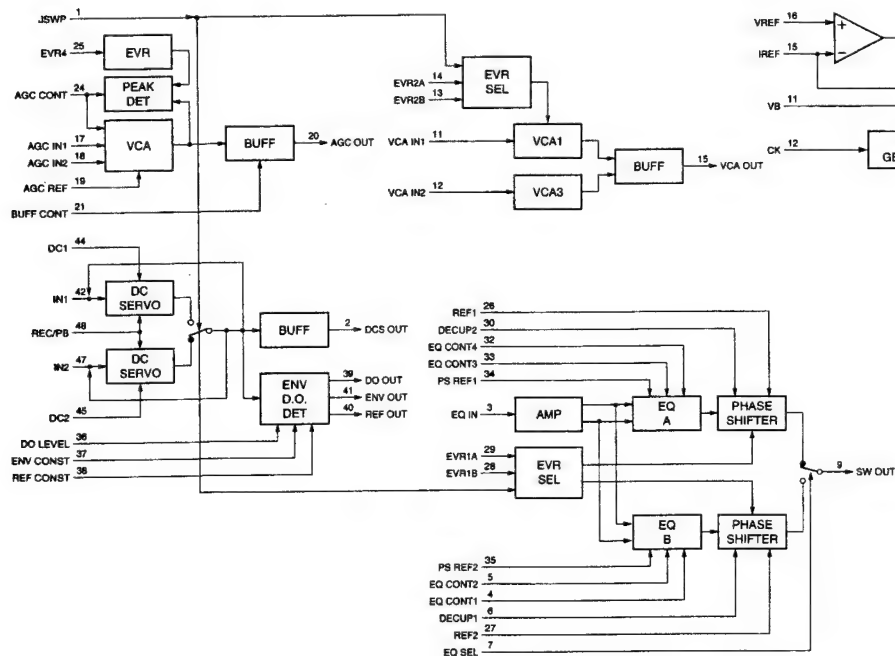 JSWP 1
EVR4 25
EVR
AGC CONT 24
PEAK DET
AGC IN1 17
AGC IN2 18
VCA
AGC REF 19
BUFF CONT 21
BUFF
20 AGC OUT
EVR2A 14
EVR2B 13
EVR SEL
VCA IN1 11
VCA1
VCA IN2 12
VCA3
BUFF
15 VCA OUT
VREF 16
IREF 15
+
−
VB 11
CK 12
GE
DC1 44
IN1 42
DC SERVO
REC/PB 48
IN2 47
DC SERVO
DC2 45
BUFF
2 DCS OUT
ENV D.O. DET
39 DO OUT
41 ENV OUT
40 REF OUT
DO LEVEL 36
ENV CONST 37
REF CONST 38
REF1 26
DECUP2 30
EQ CONT4 32
EQ CONT3 33
PS REF1 34
EQ IN 3
AMP
EQ A
PHASE SHIFTER
EVR1A 29
EVR1B 28
EVR SEL
9 SW OUT
EQ B
PHASE SHIFTER
PS REF2 35
EQ CONT2 5
EQ CONT1 4
DECUP1 6
REF2 27
EQ SEL 7